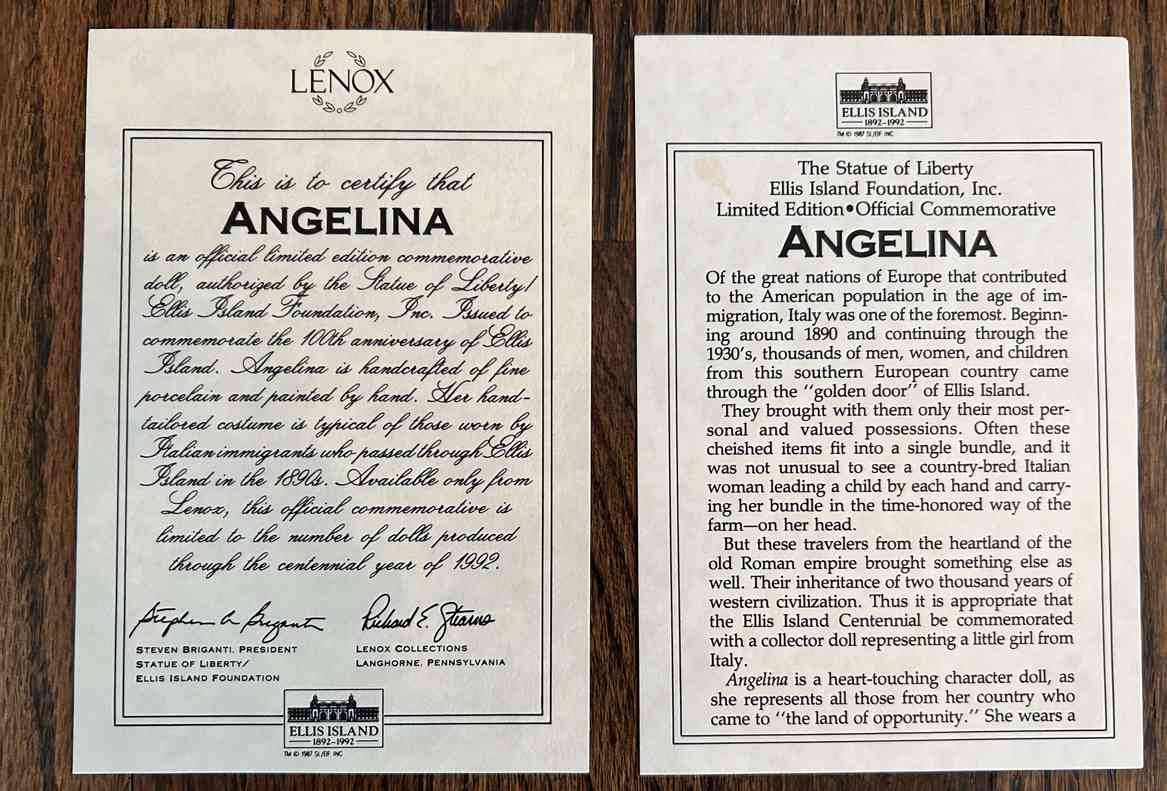 LENOX
This is to certify that
ANGELINA
is an official limited edition commemorative
doll, authorized by the Statue of Liberty/
Ellis Island Foundation, Inc. Issued to
commemorate the 100th anniversary of Ellis
Island. Angelina is handcrafted of fine
porcelain and painted by hand. Her hand-
tailored costume is typical of those worn by
Italian immigrants who passed through Ellis
Island in the 1890s. Available only from
Lenox, this official commemorative is
limited to the number of dolls produced
through the centennial year of 1992.
Stephen A Briganti
Richard E. Stearns
STEVEN BRIGANTI, PRESIDENT
STATUE OF LIBERTY/
ELLIS ISLAND FOUNDATION
LENOX COLLECTIONS
LANGHORNE, PENNSYLVANIA
ELLIS ISLAND
1892-1992
TM © 1987 SL/EIF INC
ELLIS ISLAND
1892-1992
TM © 1987 SL/EIF INC
The Statue of Liberty
Ellis Island Foundation, Inc.
Limited Edition•Official Commemorative
ANGELINA
Of the great nations of Europe that contributed
to the American population in the age of im-
migration, Italy was one of the foremost. Beginn-
ing around 1890 and continuing through the
1930's, thousands of men, women, and children
from this southern European country came
through the "golden door" of Ellis Island.
They brought with them only their most per-
sonal and valued possessions. Often these
cheished items fit into a single bundle, and it
was not unusual to see a country-bred Italian
woman leading a child by each hand and carry-
ing her bundle in the time-honored way of the
farm—on her head.
But these travelers from the heartland of the
old Roman empire brought something else as
well. Their inheritance of two thousand years of
western civilization. Thus it is appropriate that
the Ellis Island Centennial be commemorated
with a collector doll representing a little girl from
Italy.
Angelina is a heart-touching character doll, as
she represents all those from her country who
came to "the land of opportunity." She wears a